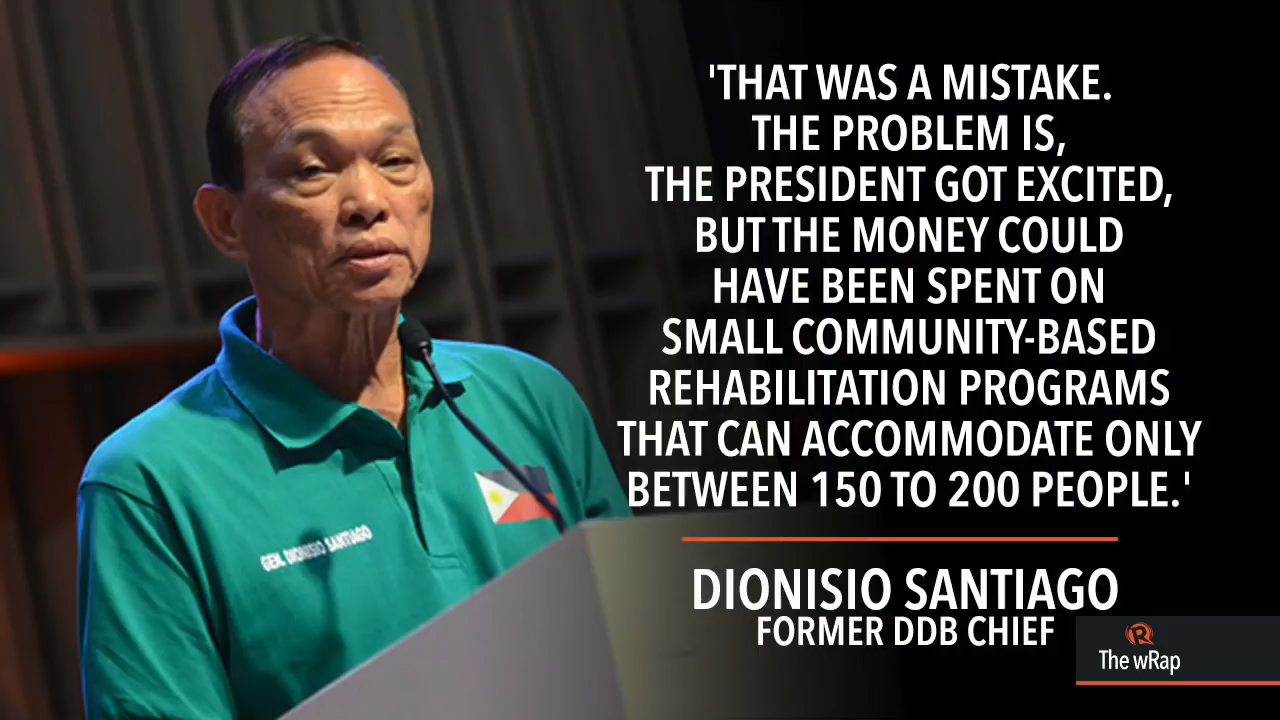 'THAT WAS A MISTAKE.
THE PROBLEM IS,
THE PRESIDENT GOT EXCITED,
BUT THE MONEY COULD
HAVE BEEN SPENT ON
SMALL COMMUNITY-BASED
REHABILITATION PROGRAMS
THAT CAN ACCOMMODATE ONLY
BETWEEN 150 TO 200 PEOPLE.'
DIONISIO SANTIAGO
FORMER DDB CHIEF
The wRap
GEN. DIONISIO SANTIAGO